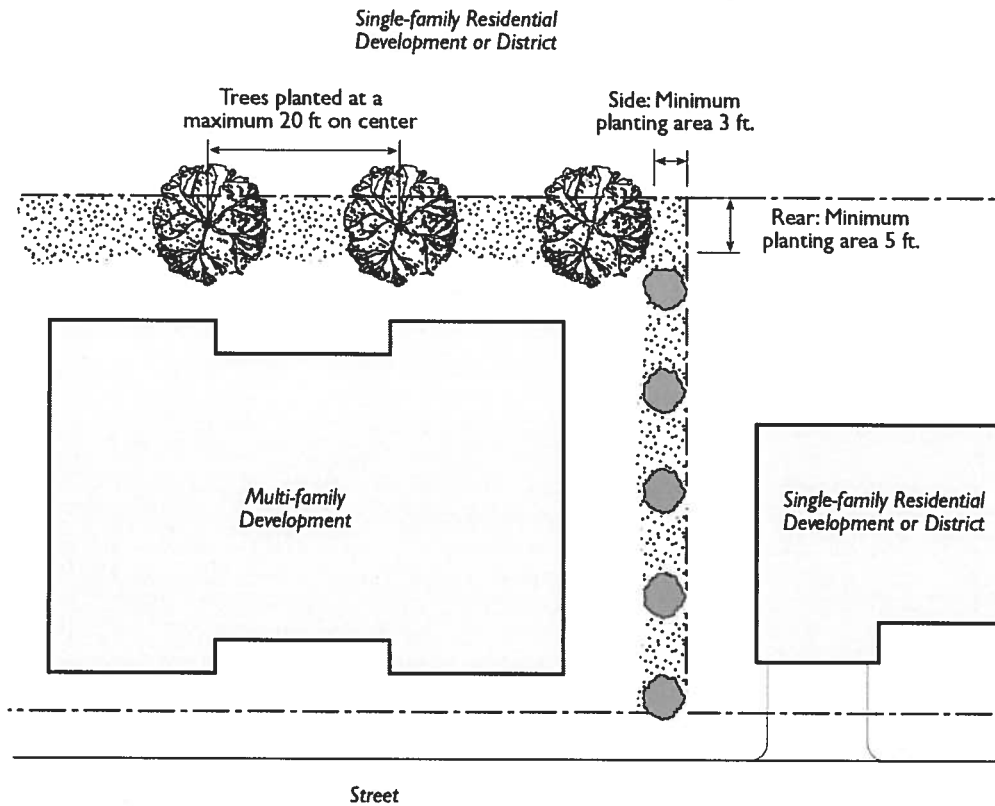 Single-family Residential
Development or District
Trees planted at a
maximum 20 ft on center
Side: Minimum
planting area 3 ft.
Rear: Minimum
planting area 5 ft.
Multi-family
Development
Single-family Residential
Development or District
Street